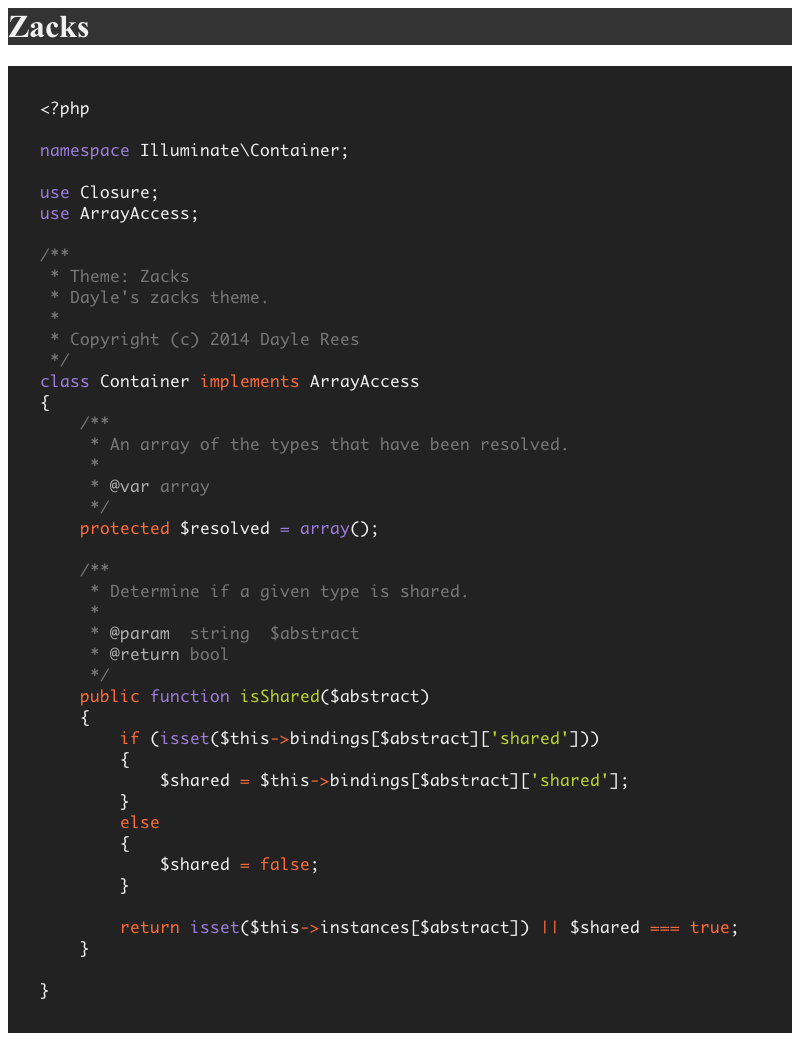 Zacks
<?php
namespace Illuminate\Container;
use Closure;
use ArrayAccess;
/**
 * Theme: Zacks
 * Dayle's zacks theme.
 *
 * Copyright (c) 2014 Dayle Rees
 */
class Container implements ArrayAccess
{
    /**
     * An array of the types that have been resolved.
     *
     * @var array
     */
    protected $resolved = array();
    /**
     * Determine if a given type is shared.
     *
     * @param  string  $abstract
     * @return bool
     */
    public function isShared($abstract)
    {
        if (isset($this->bindings[$abstract]['shared']))
        {
            $shared = $this->bindings[$abstract]['shared'];
        }
        else
        {
            $shared = false;
        }
        return isset($this->instances[$abstract]) || $shared === true;
    }
}